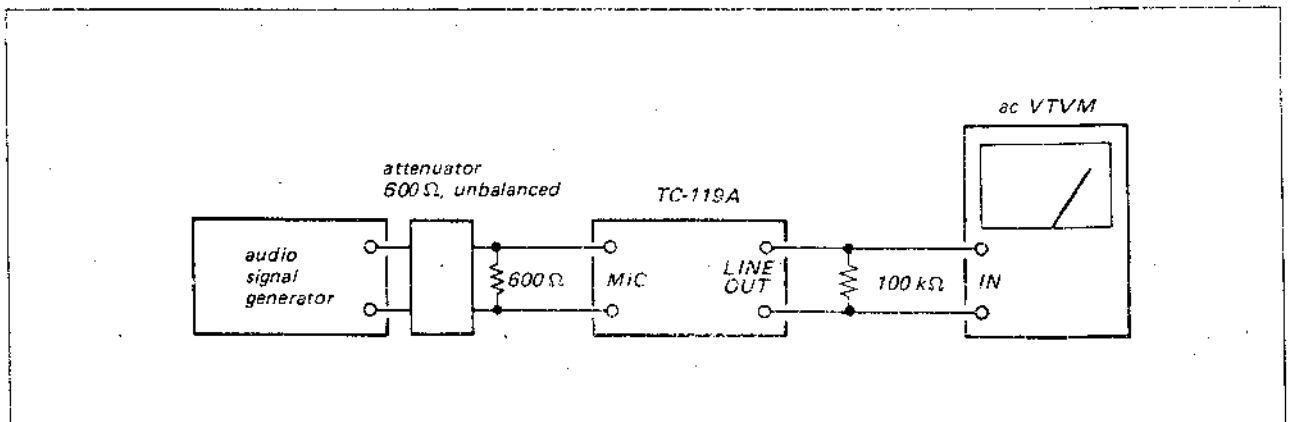 ac VTVM
attenuator
600 Ω, unbalanced
TC-119A
audio
signal
generator
600 Ω
MiC
LINE
OUT
100 kΩ
IN